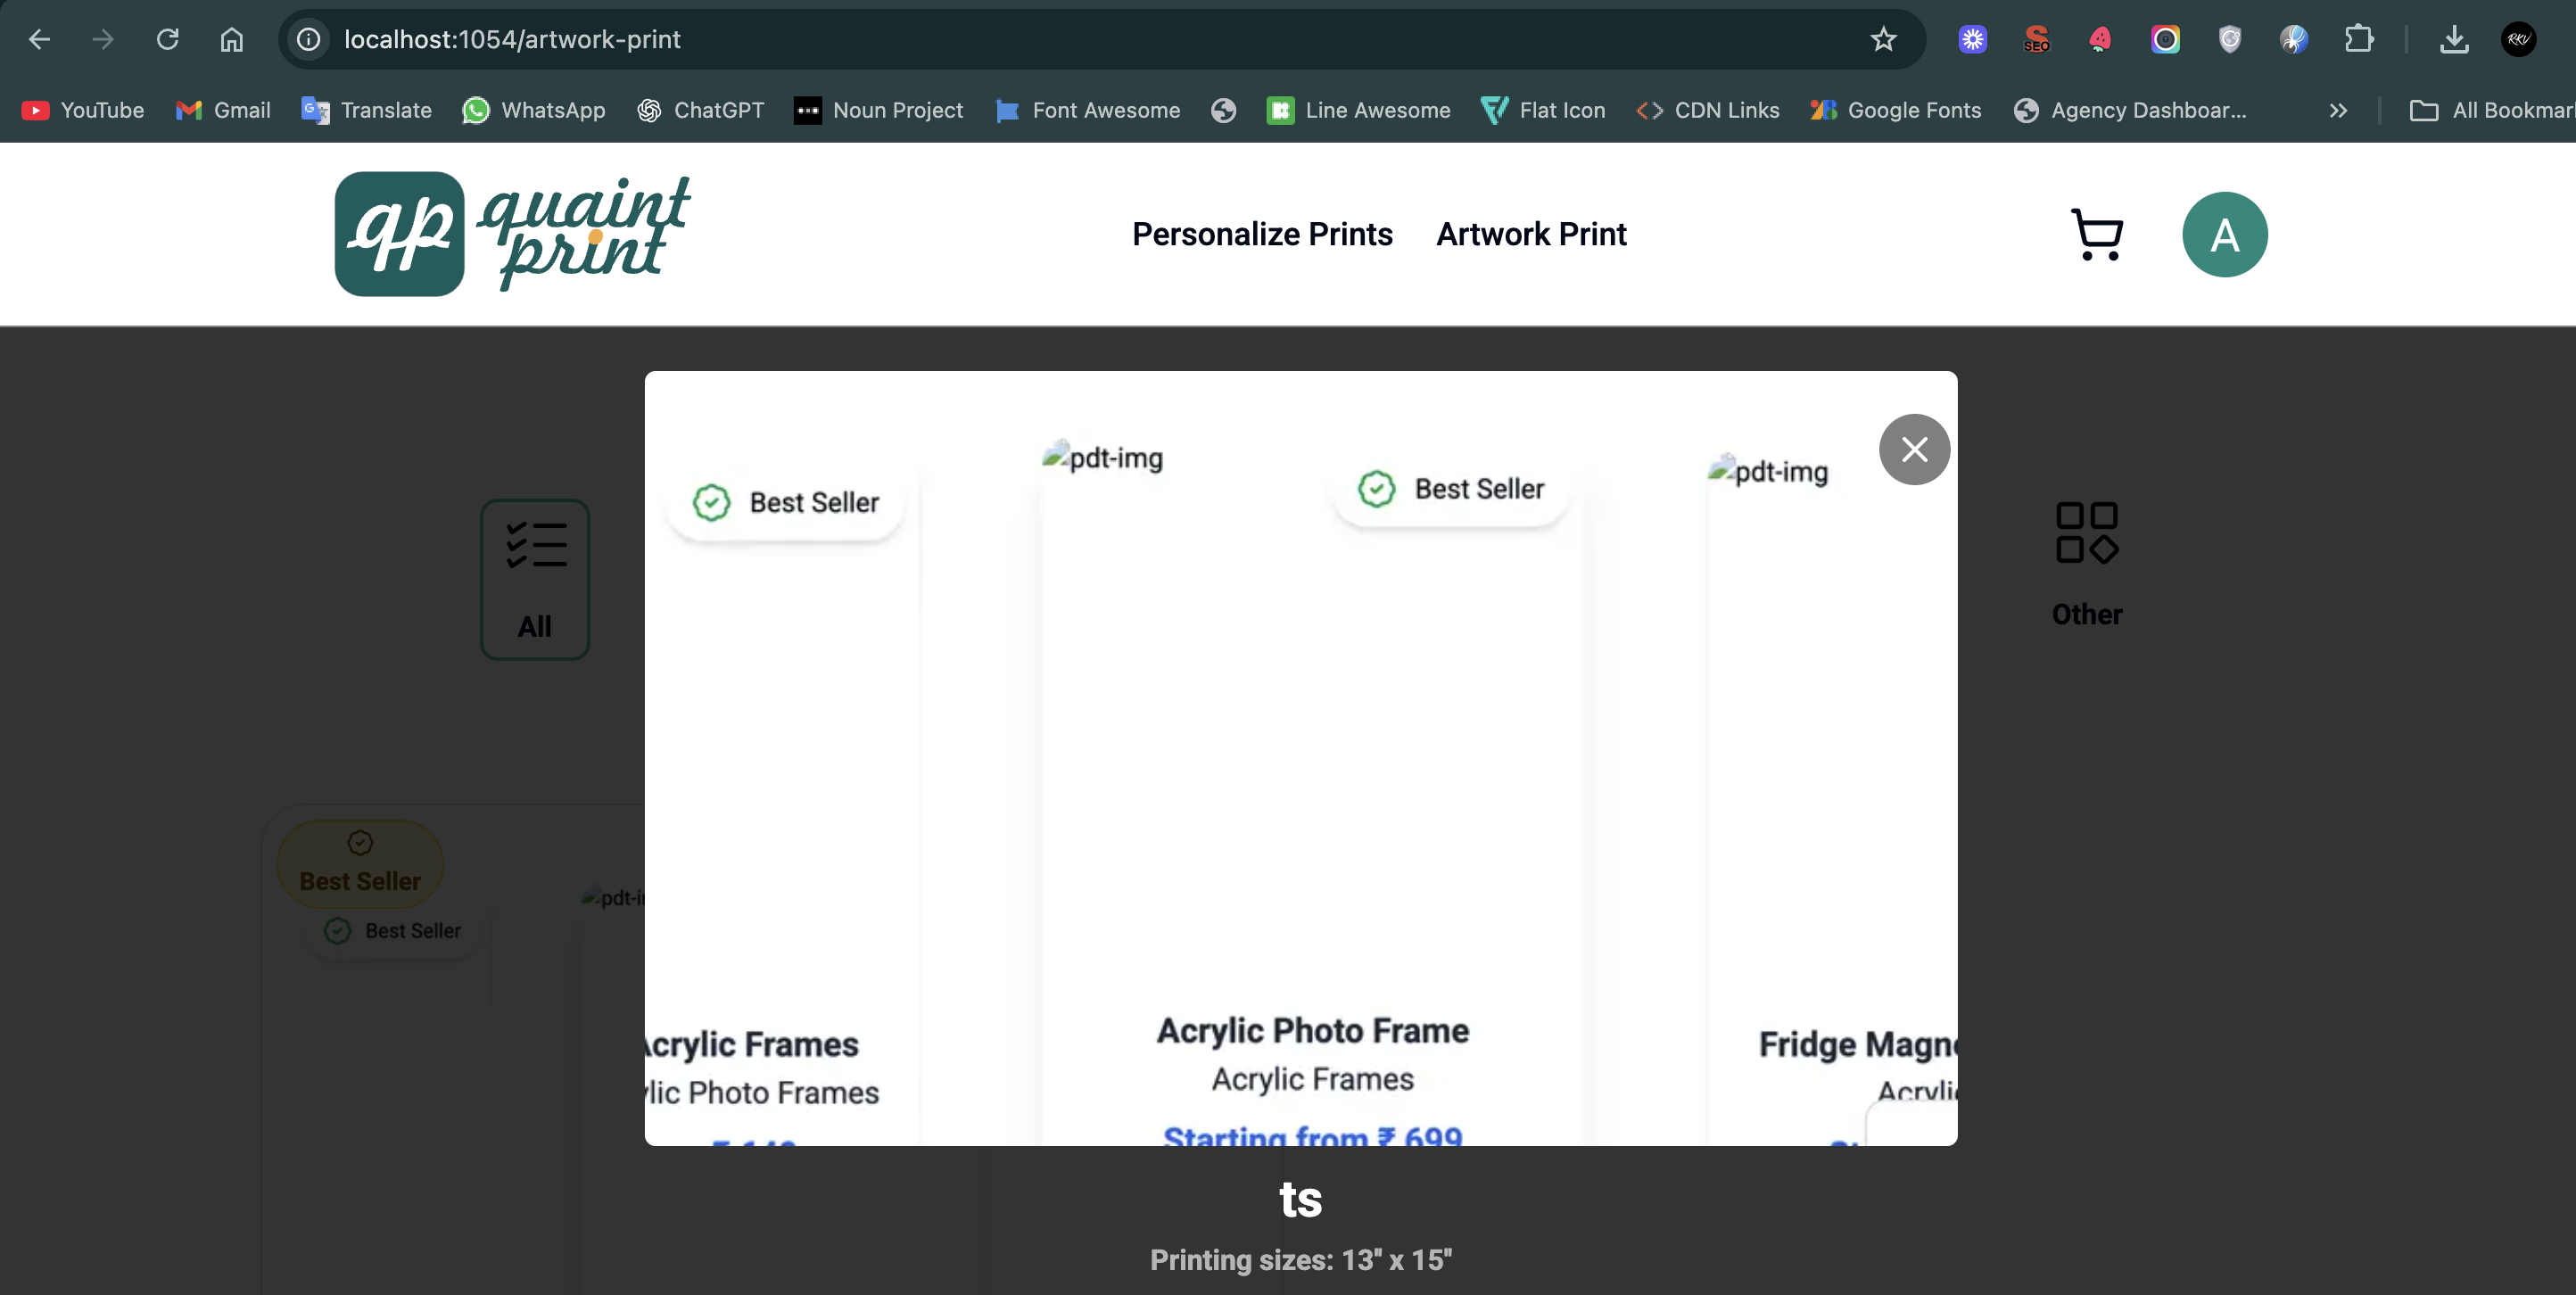 localhost:1054/artwork-print
YouTube Gmail Translate WhatsApp ChatGPT Noun Project Font Awesome Line Awesome Flat Icon CDN Links Google Fonts Agency Dashboar... All Bookmar
qp quaint print
Personalize Prints Artwork Print
A
pdt-img
Best Seller
Best Seller
pdt-img
All
Other
Best Seller
pdt-i
Best Seller
Acrylic Frames
Acrylic Photo Frame
Fridge Magne
lic Photo Frames
Acrylic Frames
Acrylic
Starting from ₹ 699
ts
Printing sizes: 13" x 15"